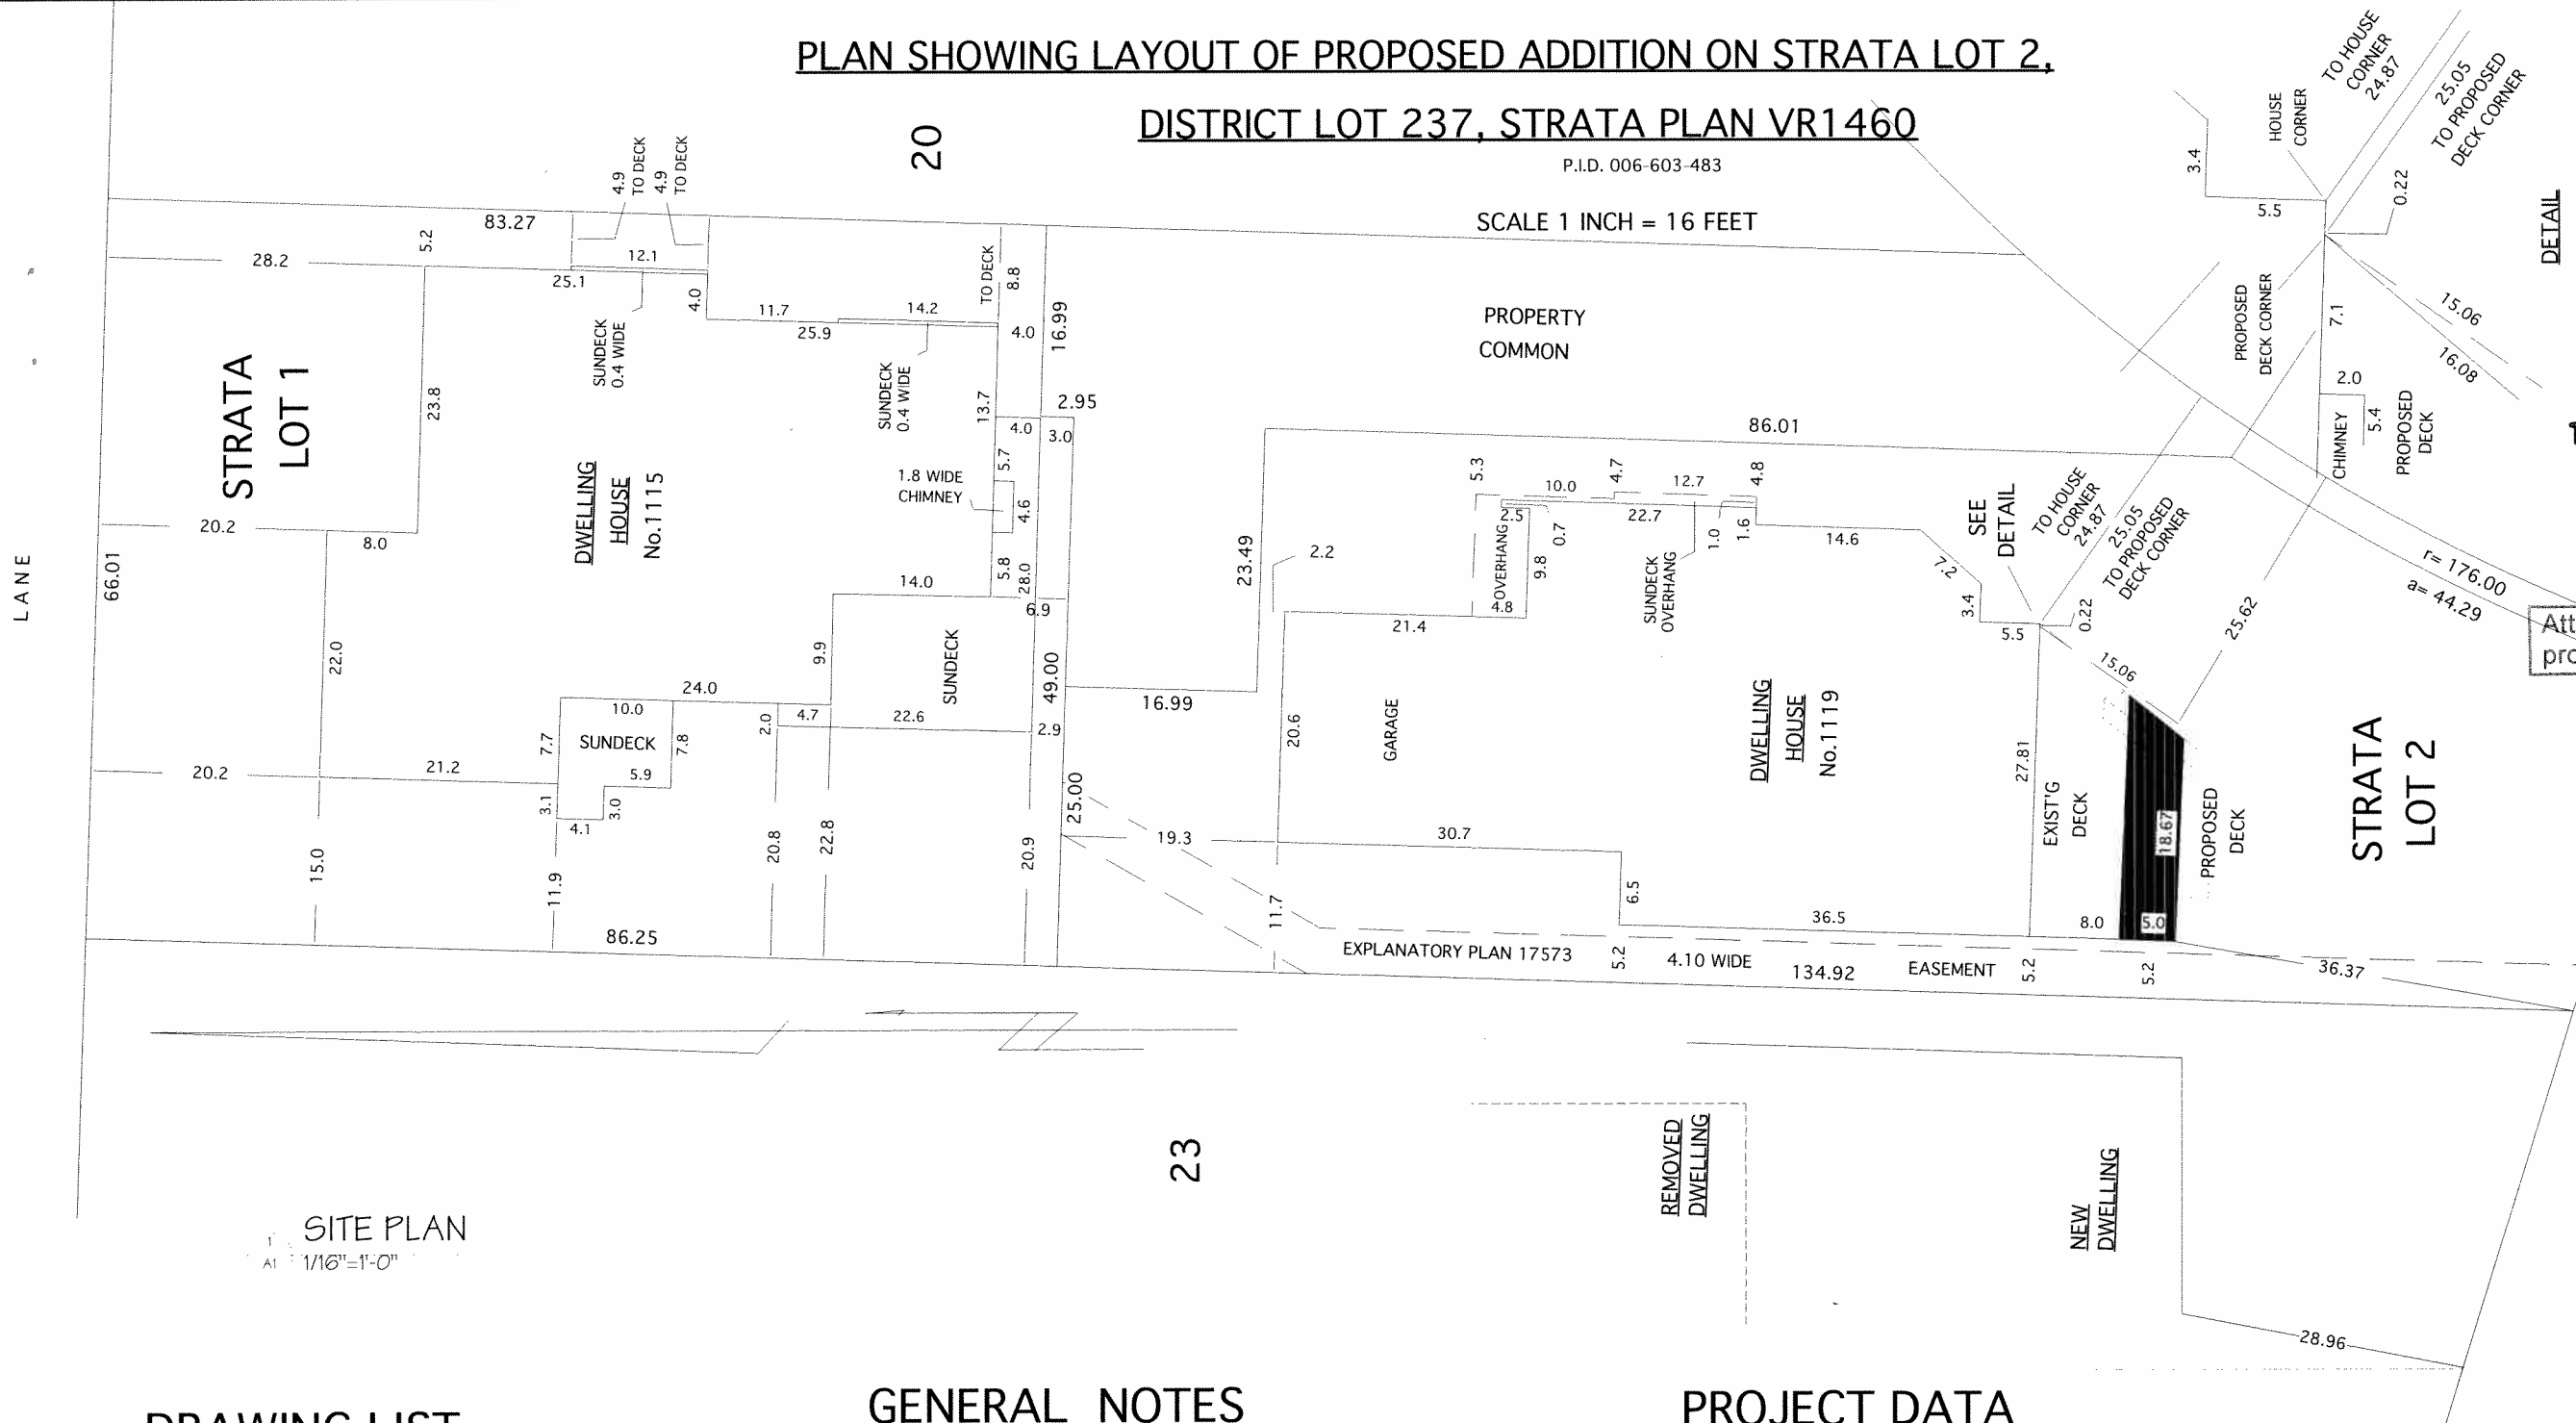 PLAN SHOWING LAYOUT OF PROPOSED ADDITION ON STRATA LOT 2,
DISTRICT LOT 237, STRATA PLAN VR1460
P.I.D. 006-603-483
SCALE 1 INCH = 16 FEET
20
LANE
66.01
83.27
28.2
5.2
4.9
TO DECK
4.9
TO DECK
12.1
25.1
4.0
SUNDECK
0.4 WIDE
11.7
25.9
14.2
SUNDECK
0.4 WIDE
TO DECK
8.8
4.0
16.99
13.7
2.95
4.0
3.0
STRATA
LOT 1
23.8
DWELLING
HOUSE
No.1115
1.8 WIDE
CHIMNEY
5.7
4.6
5.8
28.0
6.9
20.2
8.0
22.0
14.0
9.9
SUNDECK
49.00
24.0
10.0
SUNDECK
7.7
7.8
5.9
3.1
3.0
4.1
2.0
4.7
22.6
2.9
20.2
21.2
15.0
11.9
20.8
22.8
20.9
25.00
86.25
PROPERTY
COMMON
86.01
23.49
16.99
2.2
5.3
10.0
4.7
12.7
4.8
2.5
0.7
22.7
1.0
1.6
OVERHANG
9.8
4.8
SUNDECK
OVERHANG
14.6
7.2
3.4
5.5
SEE
DETAIL
TO HOUSE
CORNER
24.87
25.05
TO PROPOSED
DECK CORNER
0.22
21.4
20.6
GARAGE
DWELLING
HOUSE
No.1119
27.81
15.06
25.62
EXIST'G
DECK
18.67
PROPOSED
DECK
STRATA
LOT 2
8.0
5.0
19.3
30.7
11.7
6.5
36.5
EXPLANATORY PLAN 17573
5.2
4.10 WIDE
134.92
EASEMENT
5.2
5.2
36.37
r= 176.00
a= 44.29
Att
pro
3.4
5.5
HOUSE
CORNER
TO HOUSE
CORNER
24.87
25.05
TO PROPOSED
DECK CORNER
0.22
DETAIL
PROPOSED
DECK CORNER
7.1
15.06
16.08
2.0
5.4
CHIMNEY
PROPOSED
DECK
23
REMOVED
DWELLING
NEW
DWELLING
28.96
1
A1
SITE PLAN
1/16"=1'-0"
DRAWING LIST
GENERAL NOTES
PROJECT DATA